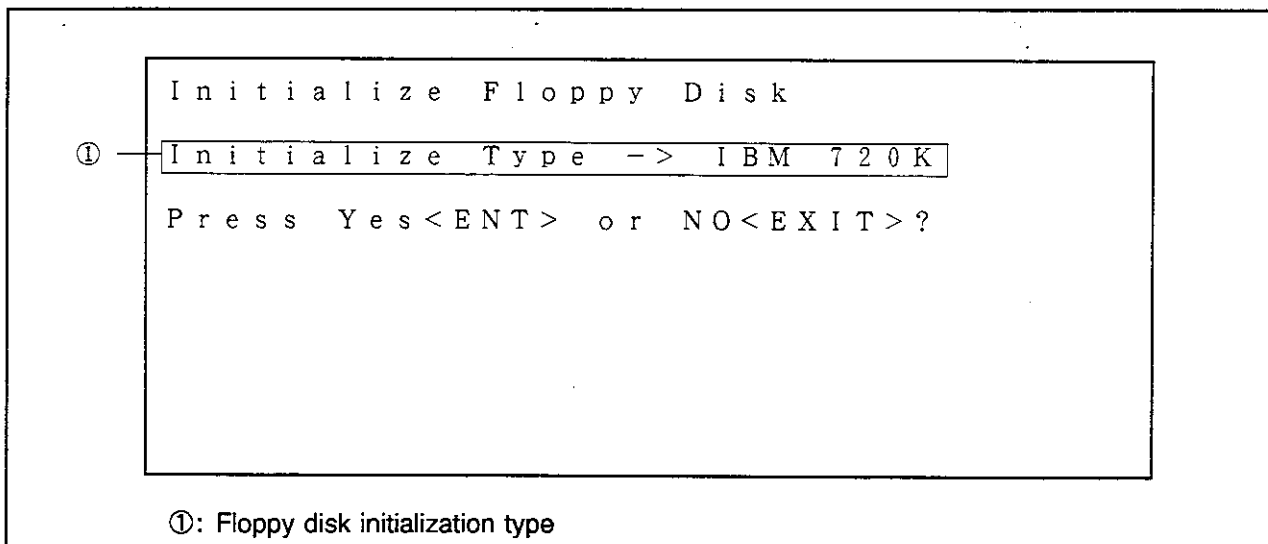 Initialize Floppy Disk
① Initialize Type -> IBM 720K
Press Yes<ENT> or NO<EXIT>?
①: Floppy disk initialization type